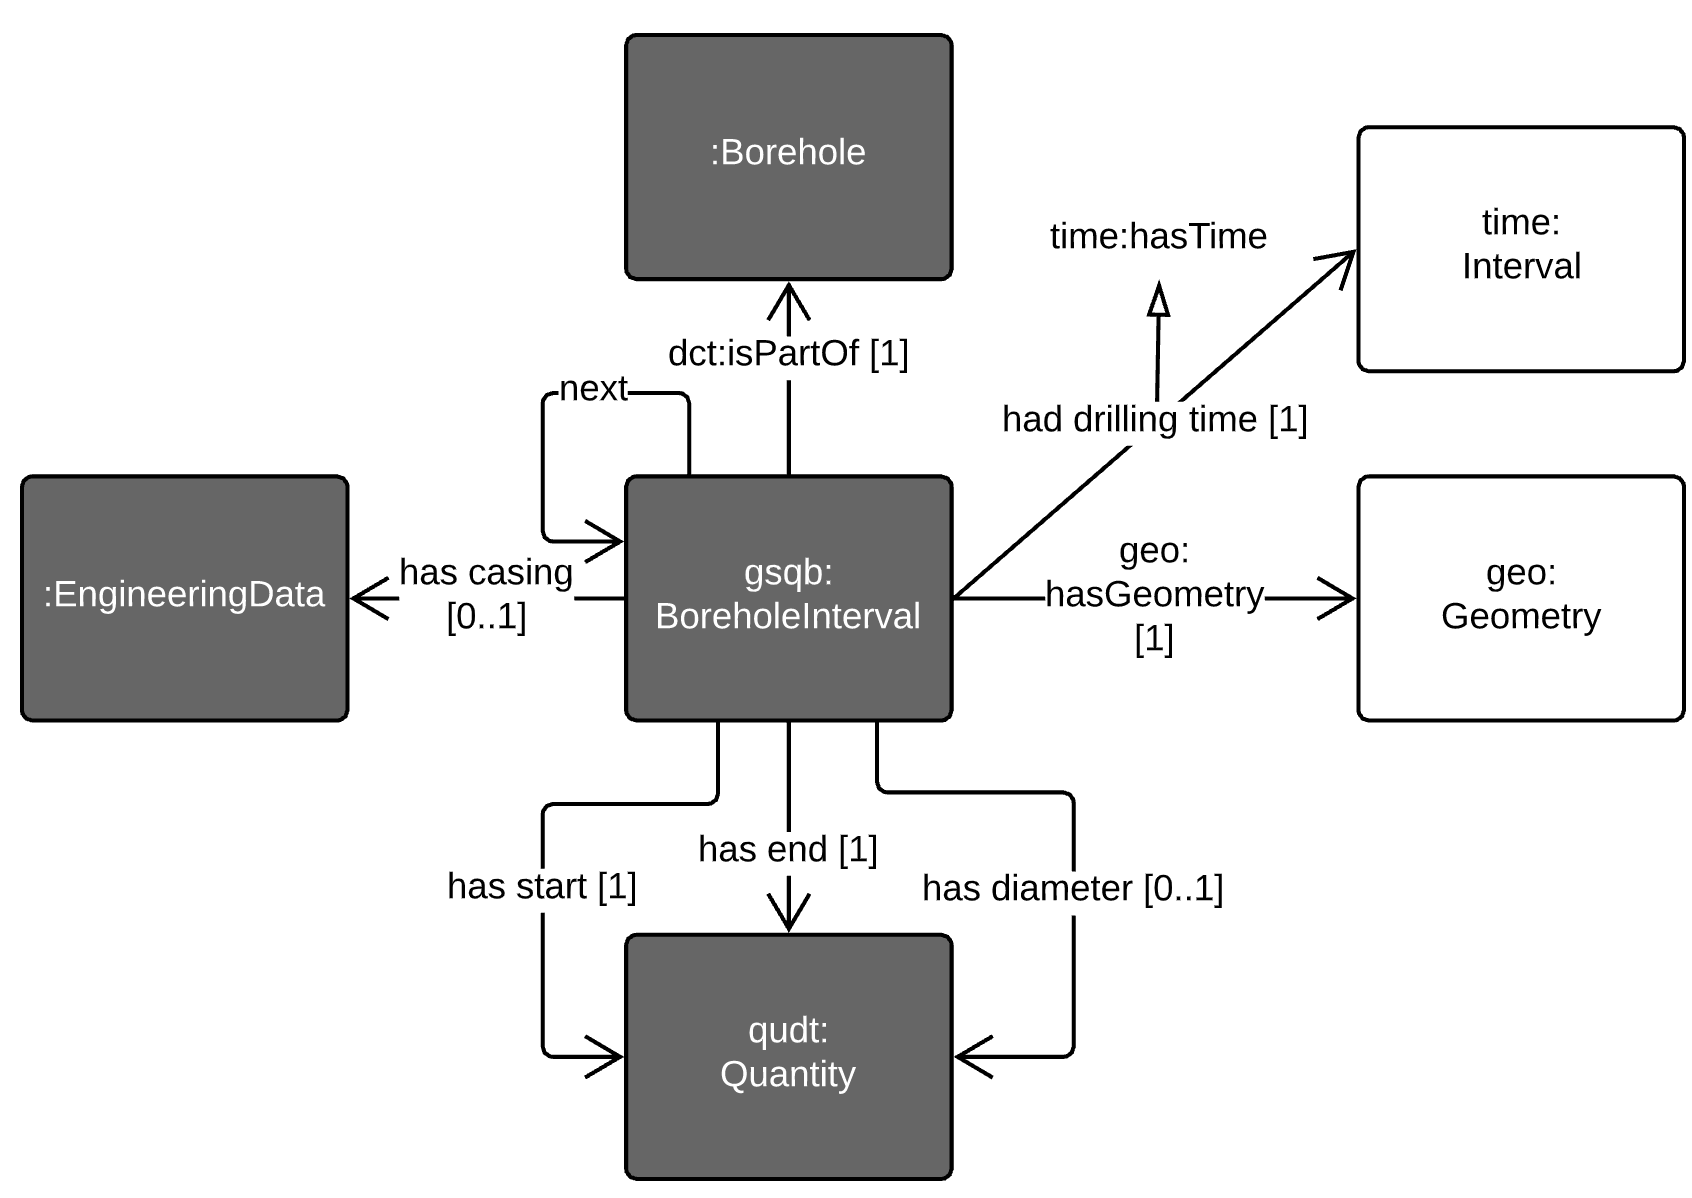 :Borehole
time:
Interval
time:hasTime
dct:isPartOf [1]
next
had drilling time [1]
:EngineeringData
has casing
[0..1]
gsqb:
BoreholeInterval
geo:
hasGeometry
[1]
geo:
Geometry
has start [1]
has end [1]
has diameter [0..1]
qudt:
Quantity